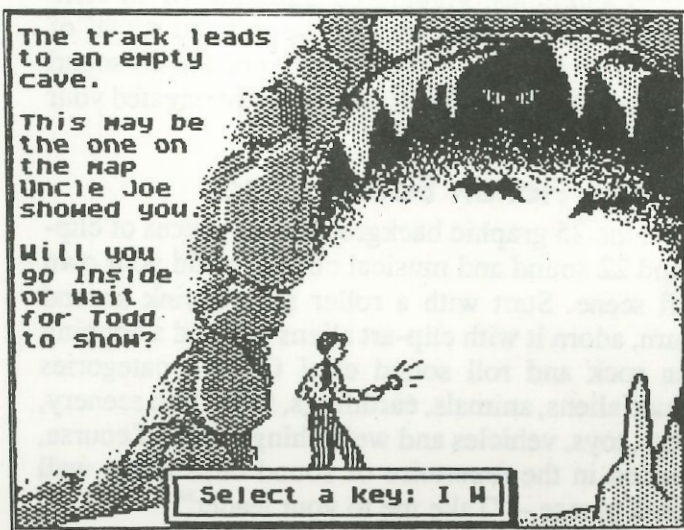 The track leads
to an empty
cave.
This may be
the one on
the map
Uncle Joe
showed you.
Will you
go Inside
or Wait
for Todd
to show?
Select a key: I W